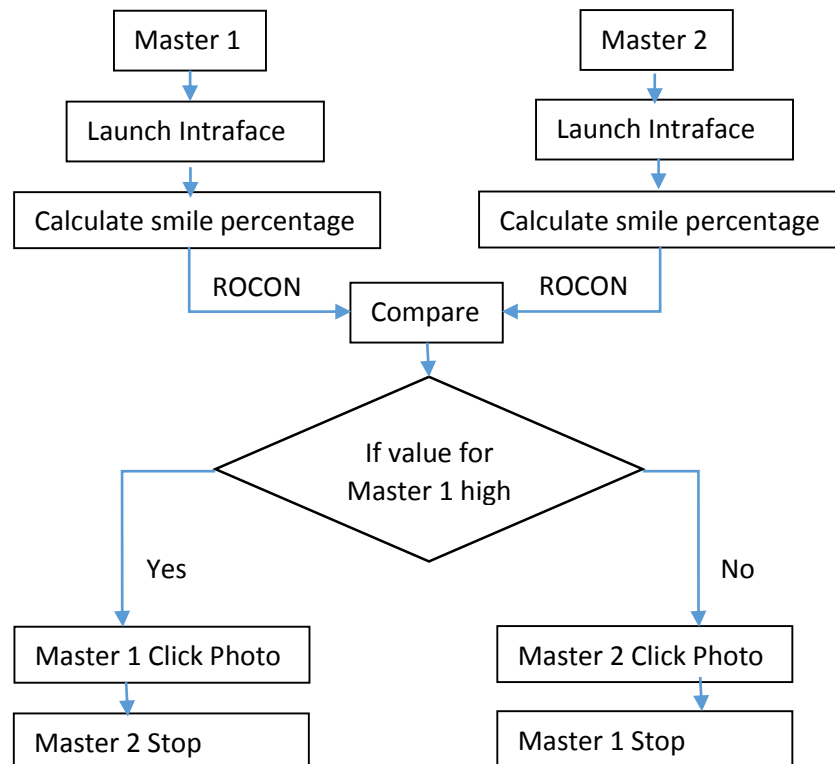 Master 1
Master 2
Launch Intraface
Launch Intraface
Calculate smile percentage
Calculate smile percentage
ROCON
ROCON
Compare
If value for
Master 1 high
Yes
No
Master 1 Click Photo
Master 2 Click Photo
Master 2 Stop
Master 1 Stop